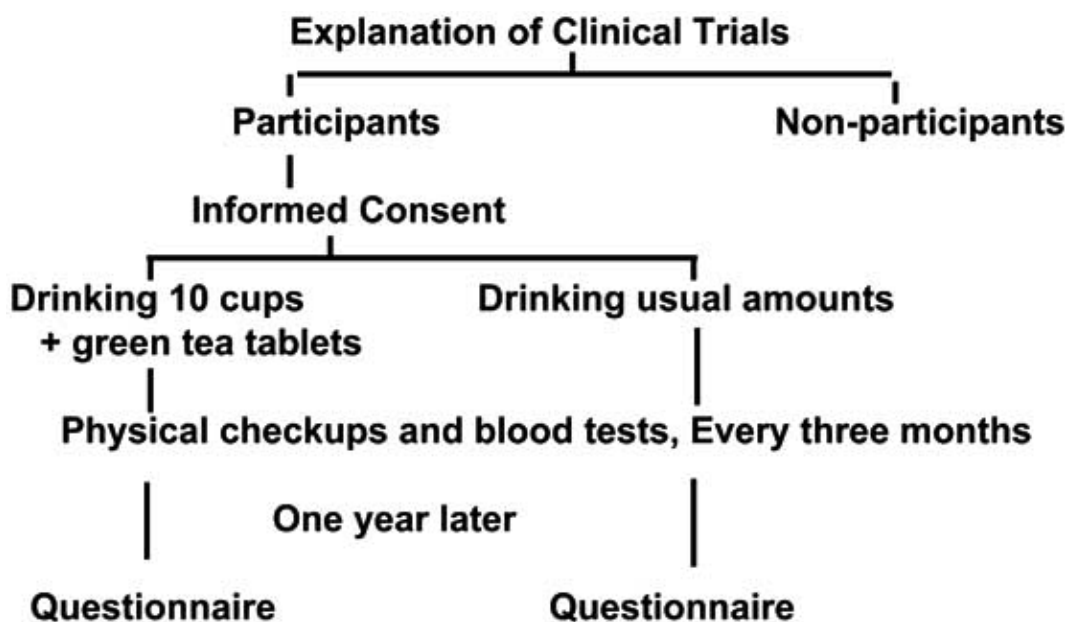 Explanation of Clinical Trials
Participants
Non-participants
Informed Consent
Drinking 10 cups
+ green tea tablets
Drinking usual amounts
Physical checkups and blood tests, Every three months
One year later
Questionnaire
Questionnaire